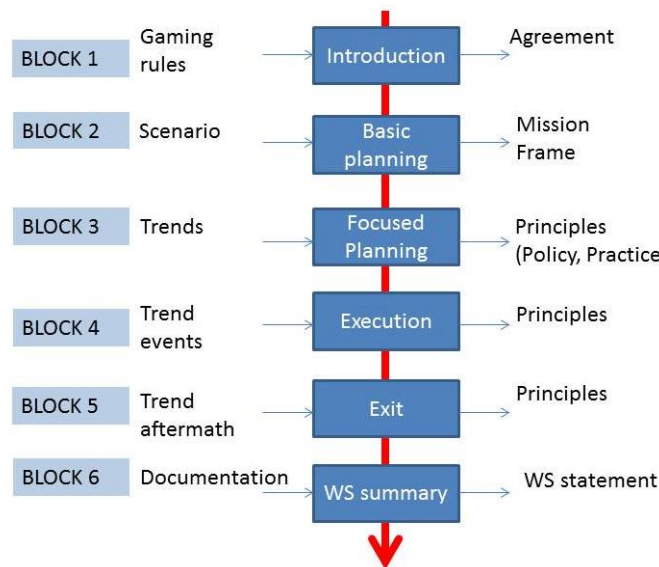 BLOCK 1
Gaming
rules
Introduction
Agreement
BLOCK 2
Scenario
Basic
planning
Mission
Frame
BLOCK 3
Trends
Focused
Planning
Principles
(Policy, Practice
BLOCK 4
Trend
events
Execution
Principles
BLOCK 5
Trend
aftermath
Exit
Principles
BLOCK 6
Documentation
WS summary
WS statement